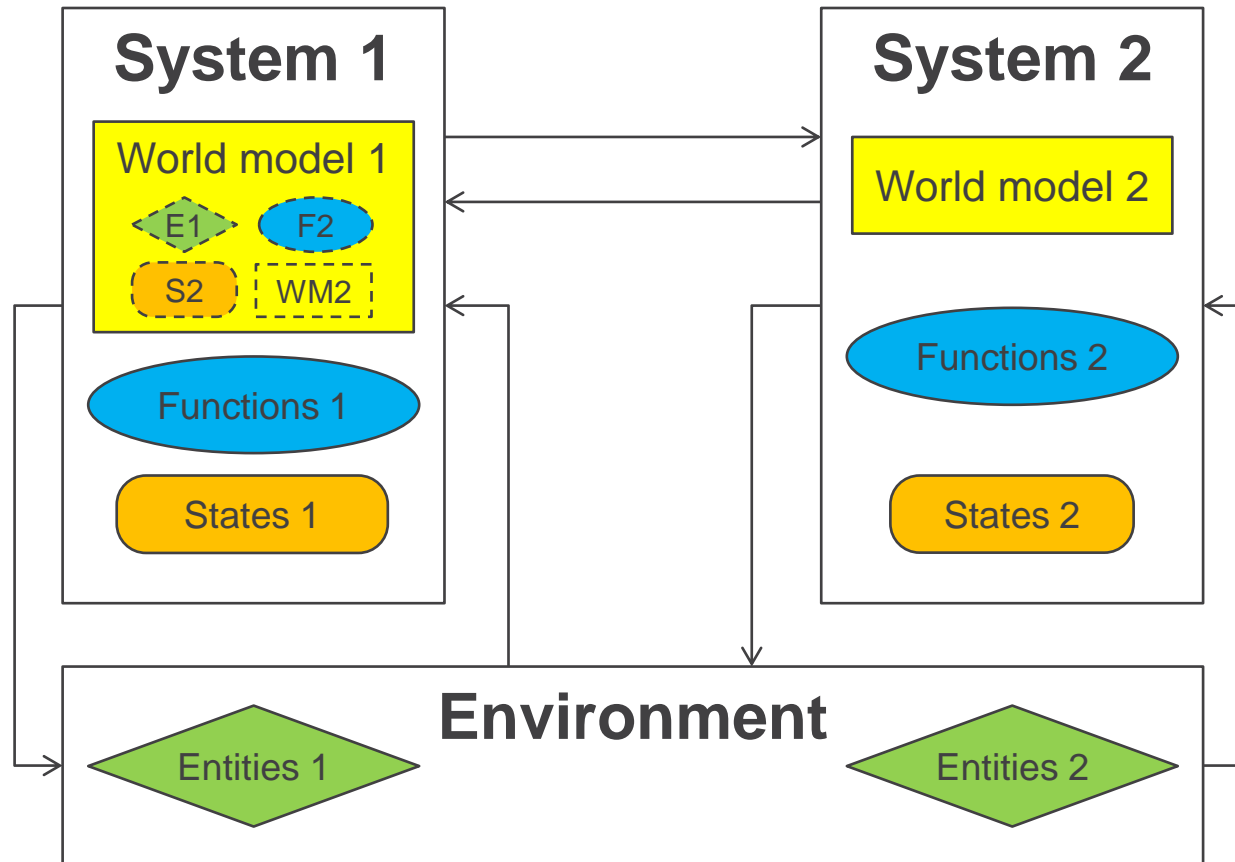 System 1
World model 1
E1
F2
S2
WM2
Functions 1
States 1
System 2
World model 2
Functions 2
States 2
Environment
Entities 1
Entities 2